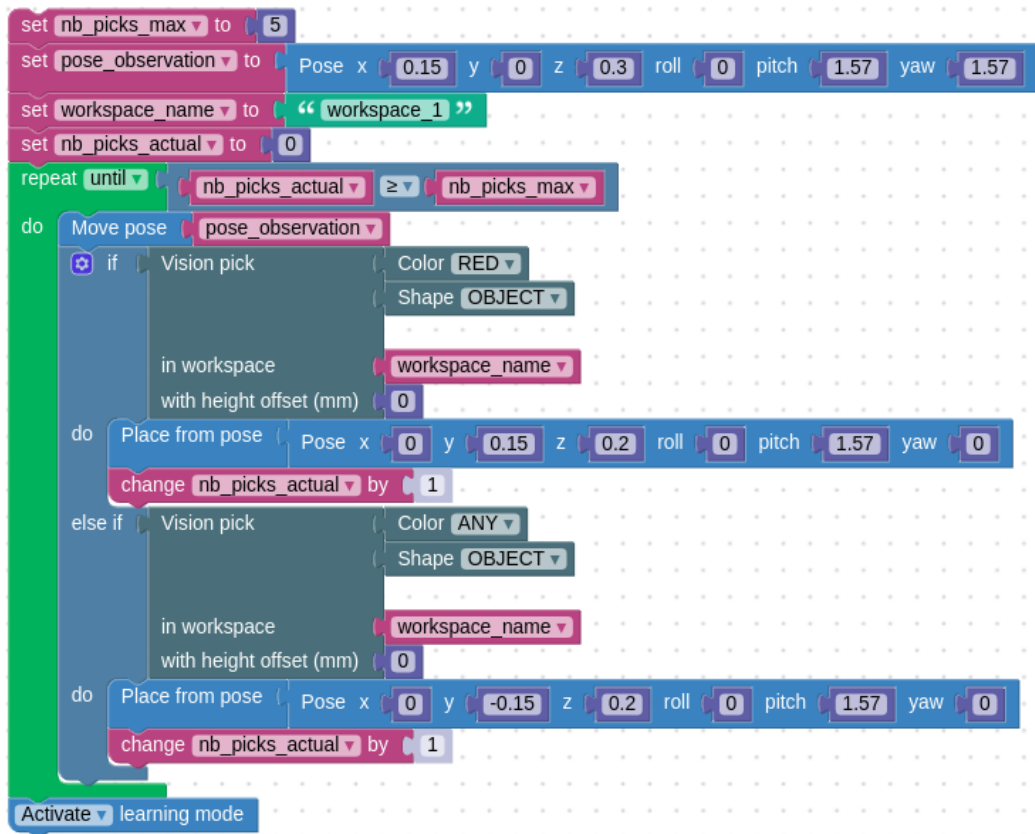 set nb_picks_max ▾ to 5
set pose_observation ▾ to Pose x 0.15 y 0 z 0.3 roll 0 pitch 1.57 yaw 1.57
set workspace_name ▾ to “ workspace_1 ”
set nb_picks_actual ▾ to 0
repeat until ▾ nb_picks_actual ▾ ≥ ▾ nb_picks_max ▾
do Move pose pose_observation ▾
if Vision pick Color RED ▾
Shape OBJECT ▾
in workspace workspace_name ▾
with height offset (mm) 0
do Place from pose Pose x 0 y 0.15 z 0.2 roll 0 pitch 1.57 yaw 0
change nb_picks_actual ▾ by 1
else if Vision pick Color ANY ▾
Shape OBJECT ▾
in workspace workspace_name ▾
with height offset (mm) 0
do Place from pose Pose x 0 y -0.15 z 0.2 roll 0 pitch 1.57 yaw 0
change nb_picks_actual ▾ by 1
Activate ▾ learning mode